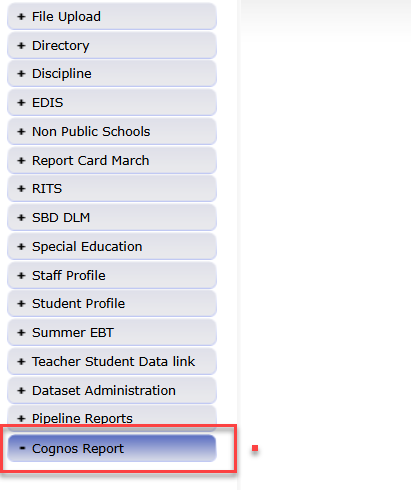 File Upload
Directory
Discipline
EDIS
Non Public Schools
Report Card March
RITS
SBD DLM
Special Education
Staff Profile
Student Profile
Summer EBT
Teacher Student Data link
Dataset Administration
Pipeline Reports
Cognos Report